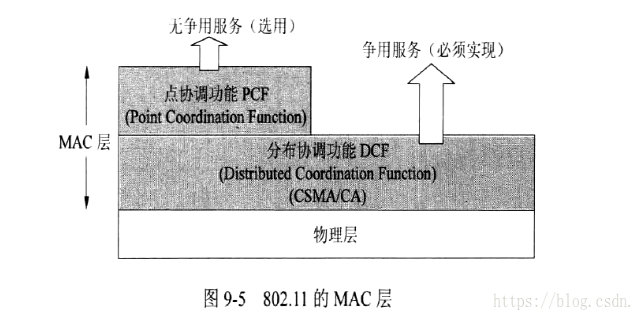 无争用服务（选用）
争用服务（必须实现）
点协调功能 PCF
(Point Coordination Function)
MAC 层
分布协调功能 DCF
(Distributed Coordination Function)
(CSMA/CA)
物理层
图 9-5 802.11 的 MAC 层
https://blog.csdn.